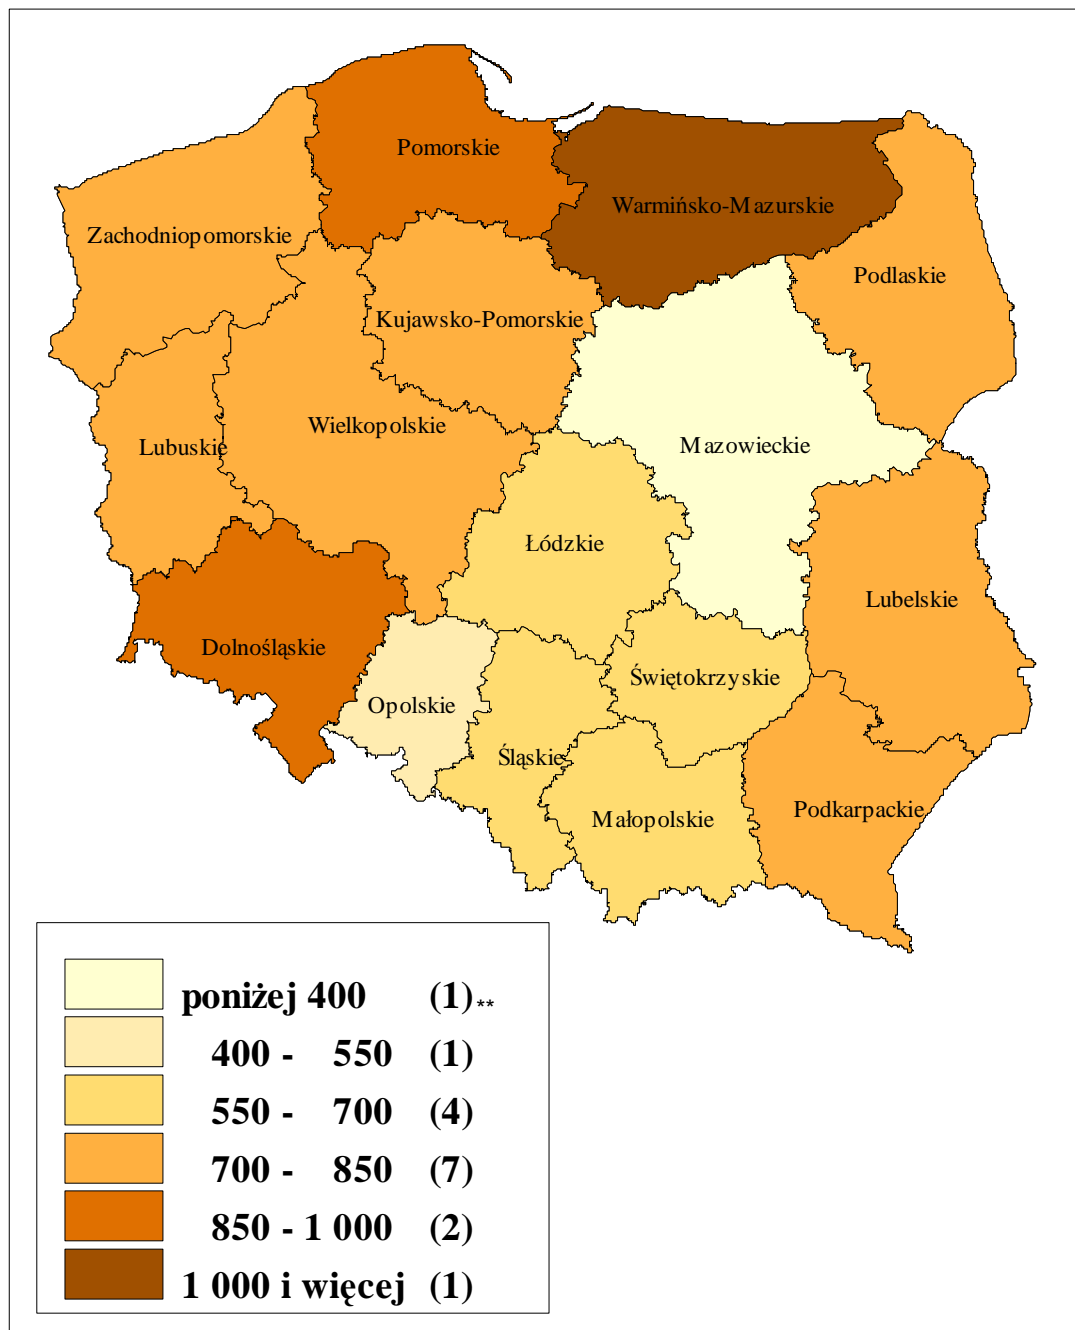 Pomorskie
Warmińsko-Mazurskie
Zachodniopomorskie
Podlaskie
Kujawsko-Pomorskie
Wielkopolskie
Mazowieckie
Lubuskie
Łódzkie
Lubelskie
Dolnośląskie
Świętokrzyskie
Opolskie
Śląskie
Podkarpackie
Małopolskie
poniżej 400 (1)**
400 - 550 (1)
550 - 700 (4)
700 - 850 (7)
850 - 1 000 (2)
1 000 i więcej (1)